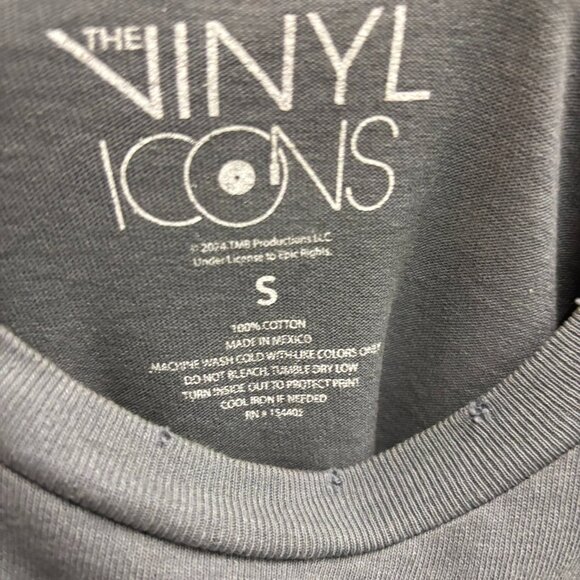 THE VINYL
ICONS
© 2024 TMB Productions LLC
Under License to Epic Rights.
S
100% COTTON
MADE IN MEXICO
MACHINE WASH COLD WITH LIKE COLORS ONLY
DO NOT BLEACH, TUMBLE DRY LOW
TURN INSIDE OUT TO PROTECT PRINT
COOL IRON IF NEEDED
RN # 154405